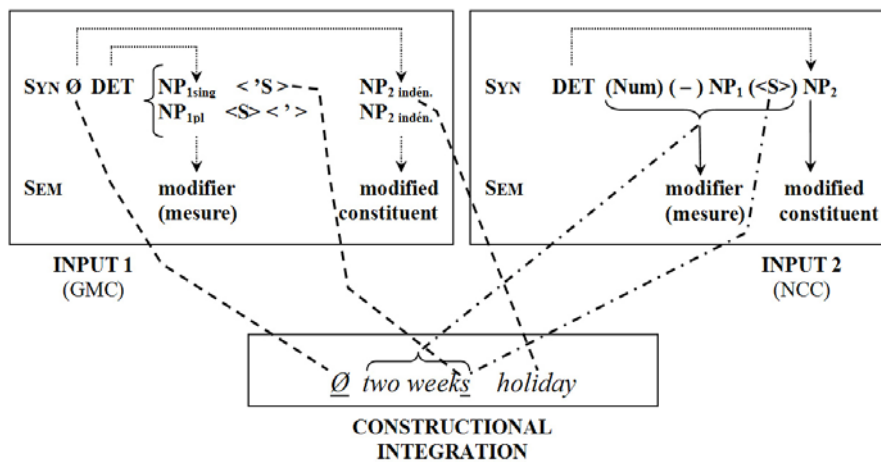 SYN Ø DET NP1sing <'S> NP2 indén.
NP1pl <S> <'> NP2 indén.
SEM modifier modified
(mesure) constituent
INPUT 1
(GMC)
SYN DET (Num) (–) NP1 (<S>) NP2
SEM modifier modified
(mesure) constituent
INPUT 2
(NCC)
Ø two weeks holiday
CONSTRUCTIONAL
INTEGRATION